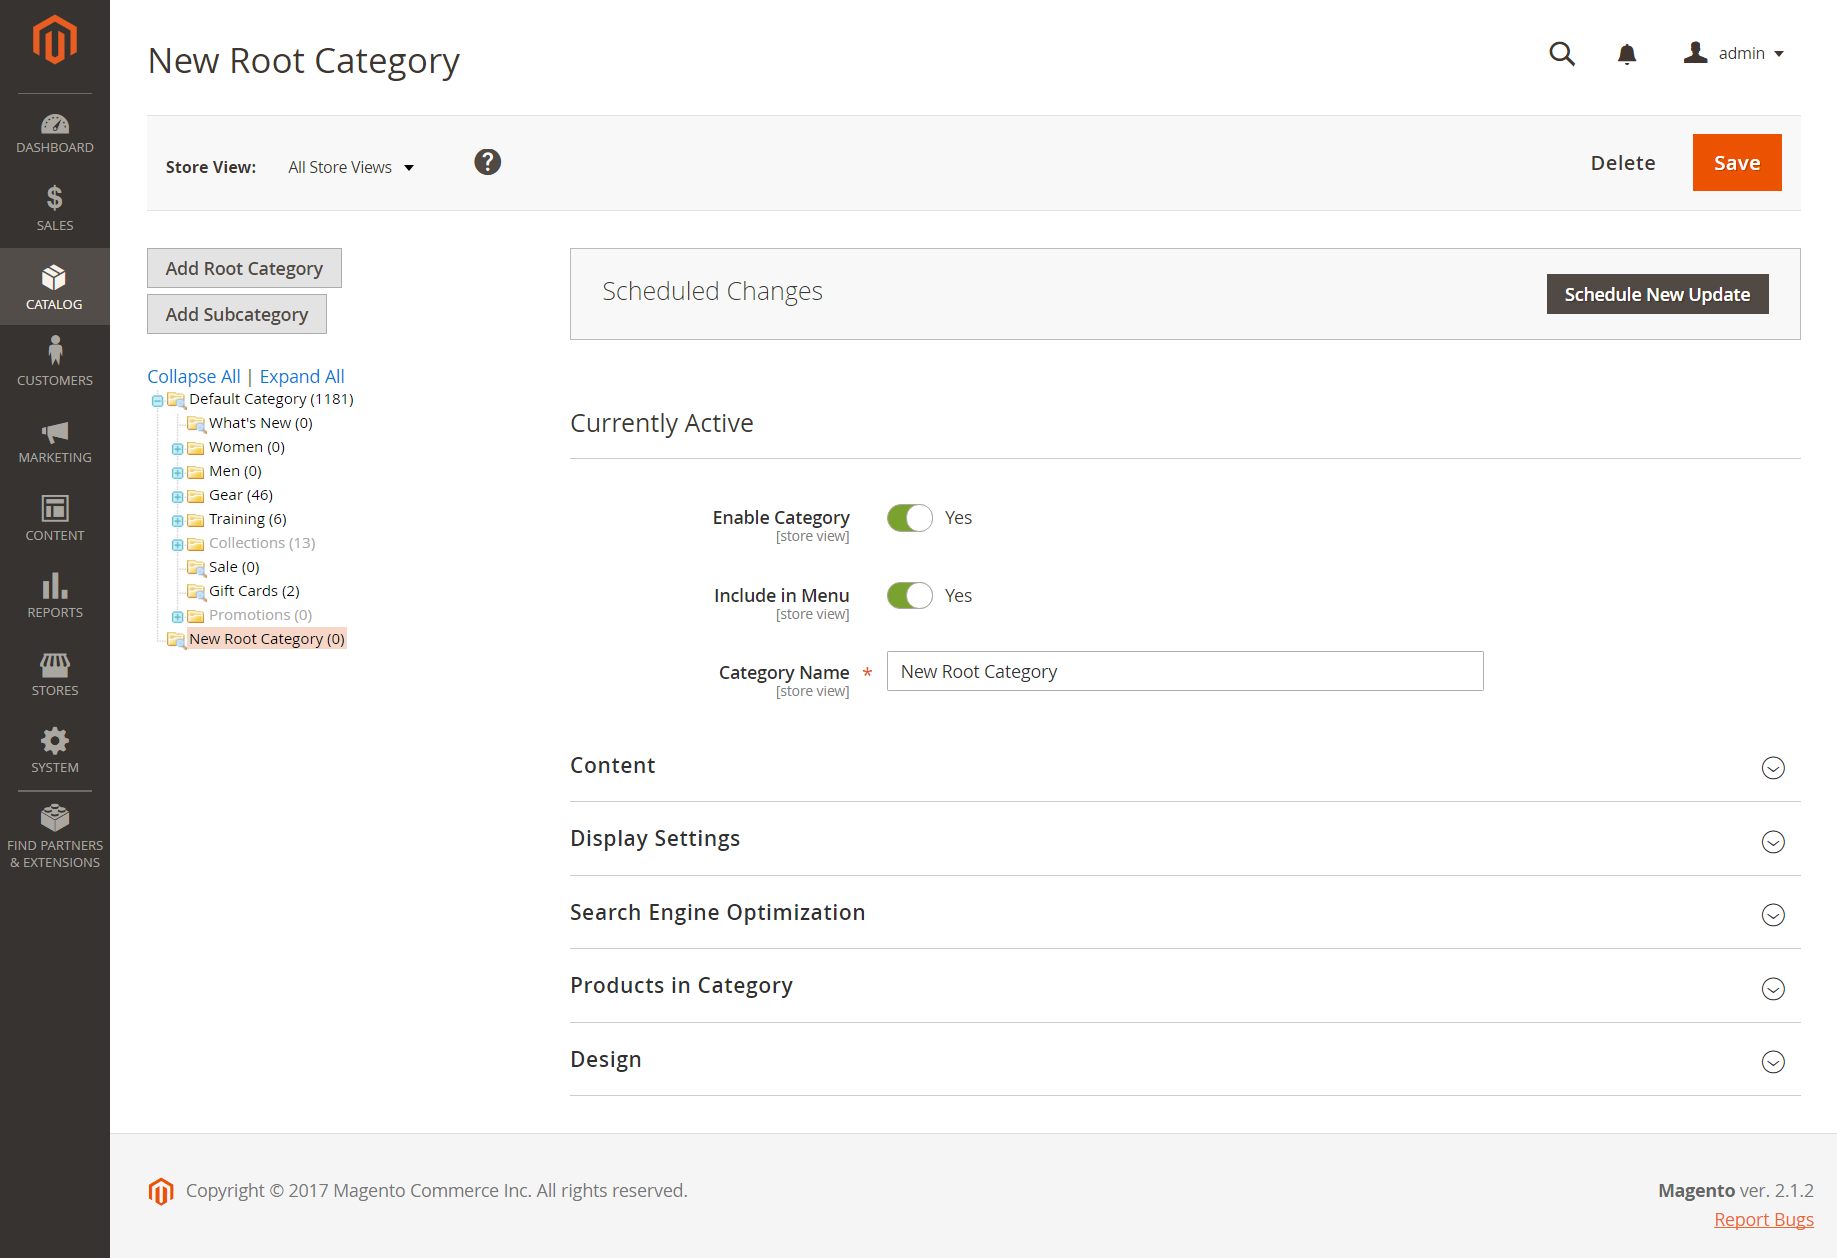 New Root Category
admin
DASHBOARD
SALES
CATALOG
CUSTOMERS
MARKETING
CONTENT
REPORTS
STORES
SYSTEM
FIND PARTNERS
& EXTENSIONS
Store View: All Store Views ?
Delete Save
Add Root Category
Add Subcategory
Collapse All | Expand All
Default Category (1181)
What's New (0)
Women (0)
Men (0)
Gear (46)
Training (6)
Collections (13)
Sale (0)
Gift Cards (2)
Promotions (0)
New Root Category (0)
Scheduled Changes
Schedule New Update
Currently Active
Enable Category Yes
[store view]
Include in Menu Yes
[store view]
Category Name * New Root Category
[store view]
Content
Display Settings
Search Engine Optimization
Products in Category
Design
Copyright © 2017 Magento Commerce Inc. All rights reserved.
Magento ver. 2.1.2
Report Bugs